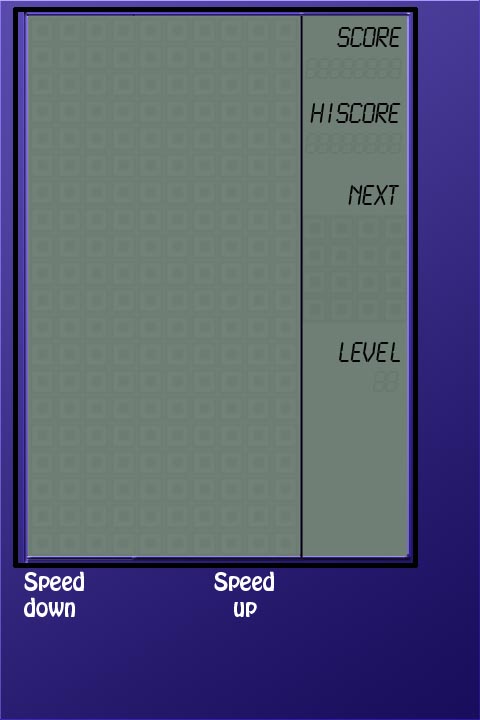 SCORE
HISCORE
NEXT
LEVEL
Speed down
Speed up